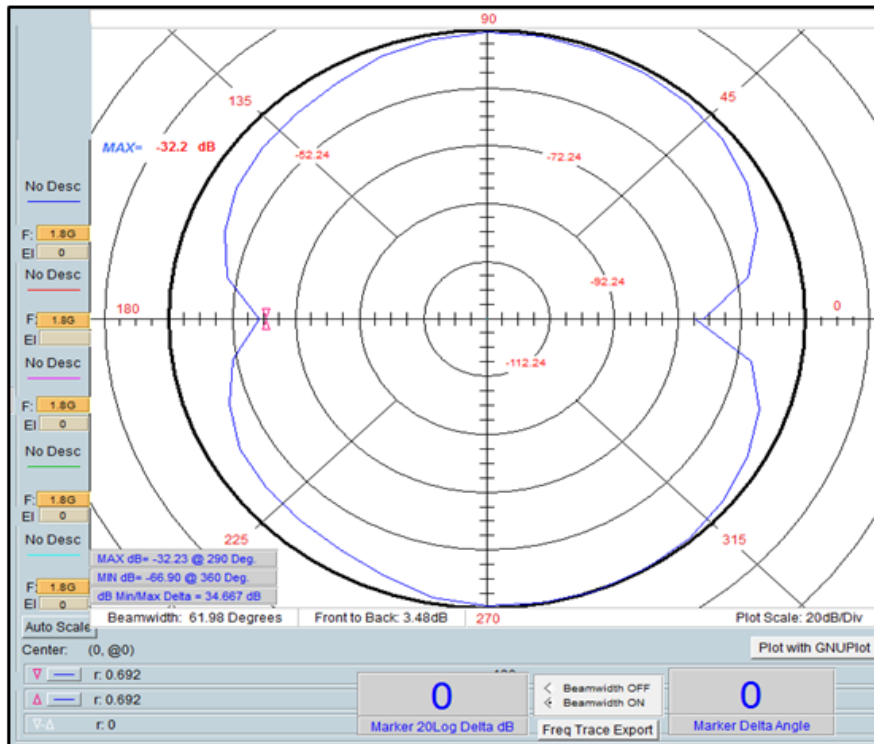 90
135
45
MAX= -32.2 dB
-52.24
-72.24
No Desc
F: 1.8G
El 0
No Desc
-92.24
180
0
F: 1.8G
El
-112.24
No Desc
F: 1.8G
El 0
No Desc
F: 1.8G
El 0
No Desc
225
315
MAX dB= -32.23 @ 290 Deg.
MIN dB= -66.90 @ 360 Deg.
F: 1.8G
dB Min/Max Delta = 34.667 dB
El 0
Beamwidth: 61.98 Degrees Front to Back: 3.48dB 270 Plot Scale: 20dB/Div
Auto Scale
Center: (0, @0) Plot with GNUPlot
r: 0.692
r: 0.692
r: 0
0
Marker 20Log Delta dB
Beamwidth OFF
Beamwidth ON
Freq Trace Export
0
Marker Delta Angle